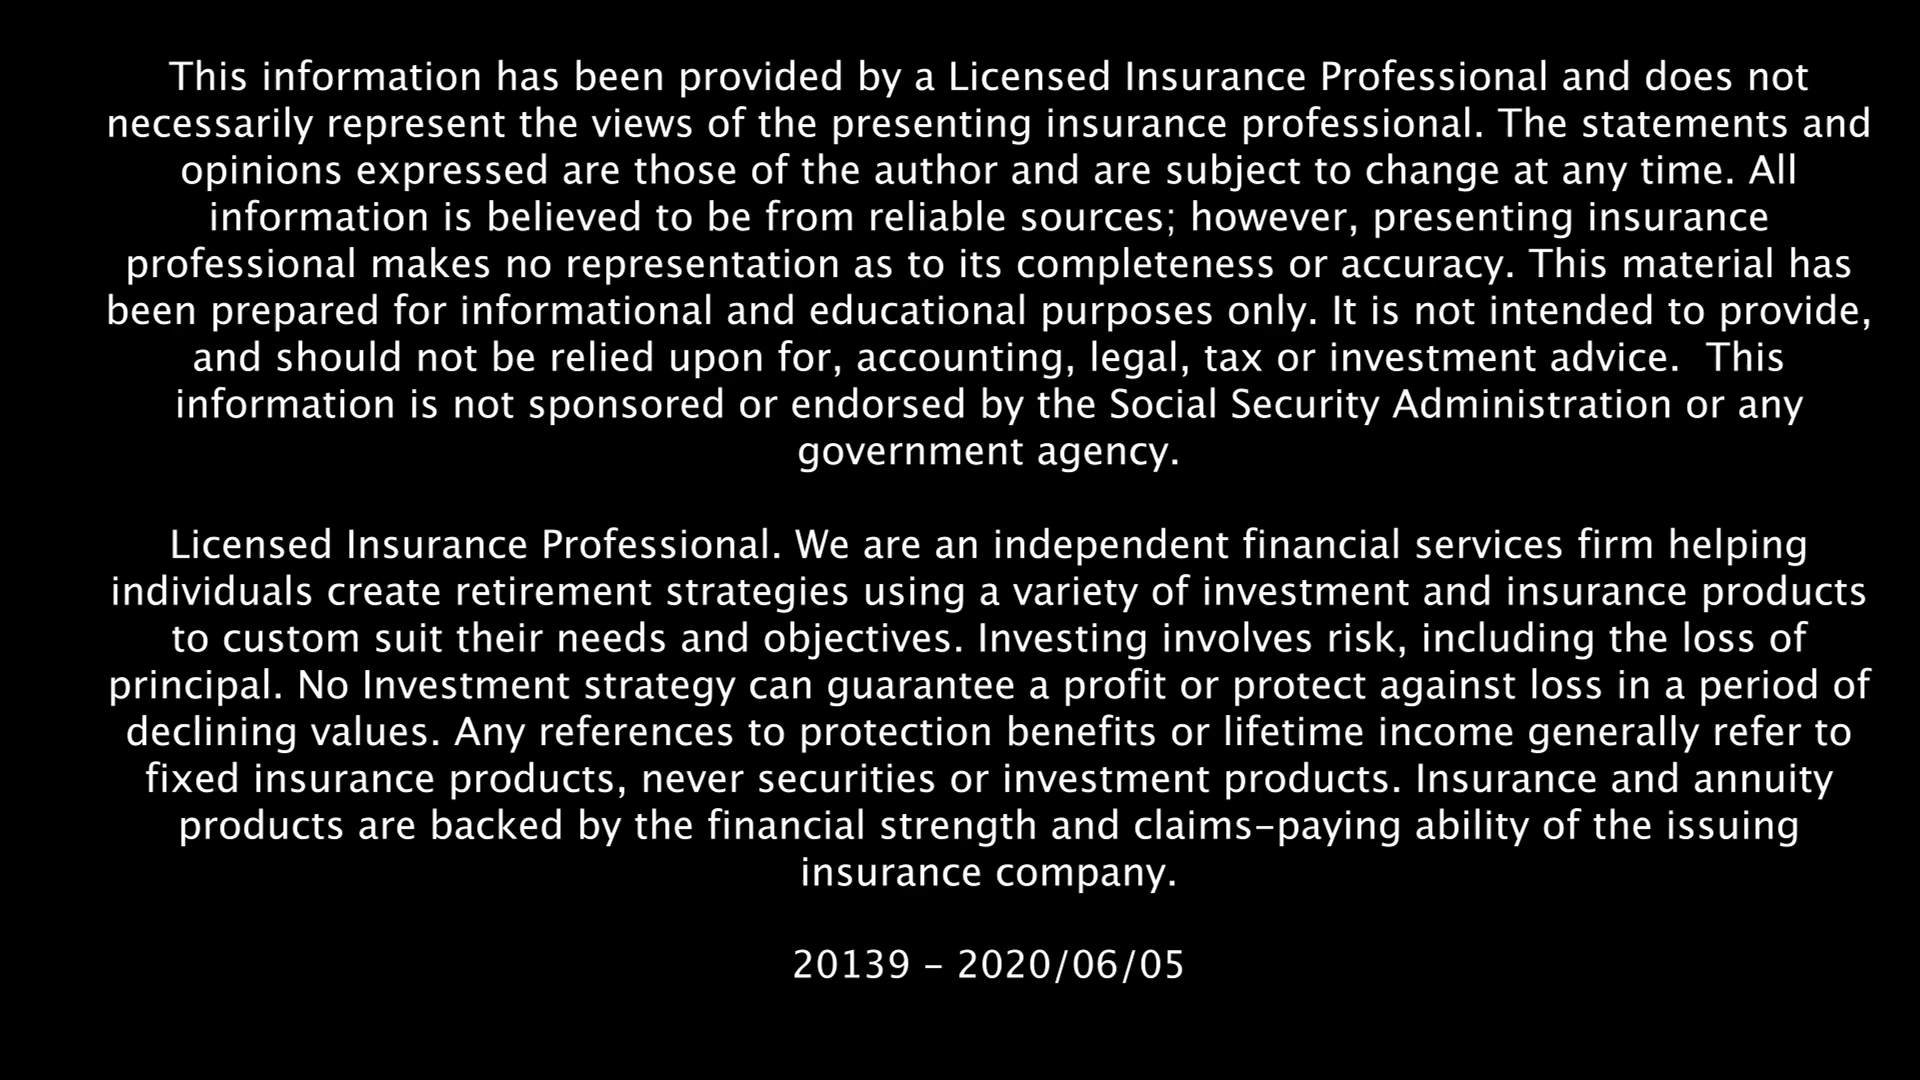 This information has been provided by a Licensed Insurance Professional and does not
necessarily represent the views of the presenting insurance professional. The statements and
opinions expressed are those of the author and are subject to change at any time. All
information is believed to be from reliable sources; however, presenting insurance
professional makes no representation as to its completeness or accuracy. This material has
been prepared for informational and educational purposes only. It is not intended to provide,
and should not be relied upon for, accounting, legal, tax or investment advice.  This
information is not sponsored or endorsed by the Social Security Administration or any
government agency.
Licensed Insurance Professional. We are an independent financial services firm helping
individuals create retirement strategies using a variety of investment and insurance products
to custom suit their needs and objectives. Investing involves risk, including the loss of
principal. No Investment strategy can guarantee a profit or protect against loss in a period of
declining values. Any references to protection benefits or lifetime income generally refer to
fixed insurance products, never securities or investment products. Insurance and annuity
products are backed by the financial strength and claims–paying ability of the issuing
insurance company.
20139 – 2020/06/05